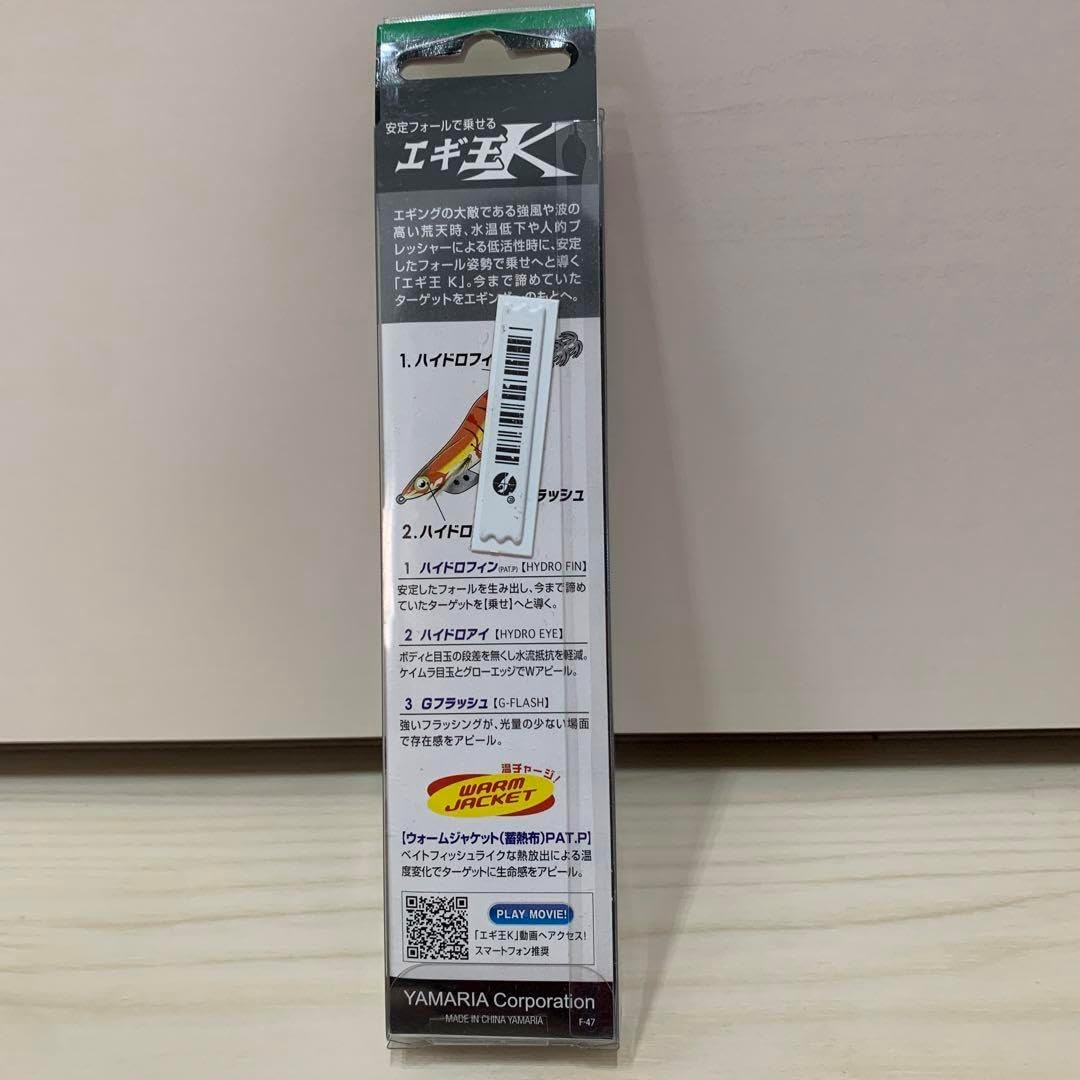 安定フォールで乗せる
エギ王K
エギングの大敵である強風や波の
高い荒天時、水温低下や人的プ
レッシャーによる低活性時に、安定
したフォール姿勢で乗せへと導く
「エギ王 K」。今まで諦めていた
ターゲットをエギンガーのもとへ。
1.ハイドロフィ
ラッシュ
2.ハイドロ
1 ハイドロフィン(PAT.P)【HYDRO FIN】
安定したフォールを生み出し、今まで諦め
ていたターゲットを【乗せ】へと導く。
2 ハイドロアイ【HYDRO EYE】
ボディと目玉の段差を無くし水流抵抗を軽減。
ケイムラ目玉とグローエッジでWアピール。
3 Gフラッシュ【G-FLASH】
強いフラッシングが、光量の少ない場面
で存在感をアピール。
温チャージ!
WARM
JACKET
【ウォームジャケット(蓄熱布)PAT.P】
ベイトフィッシュライクな熱放出による温
度変化でターゲットに生命感をアピール。
PLAY MOVIE!
「エギ王K」動画へアクセス!
スマートフォン推奨
YAMARIA Corporation
MADE IN CHINA YAMARIA
F-47